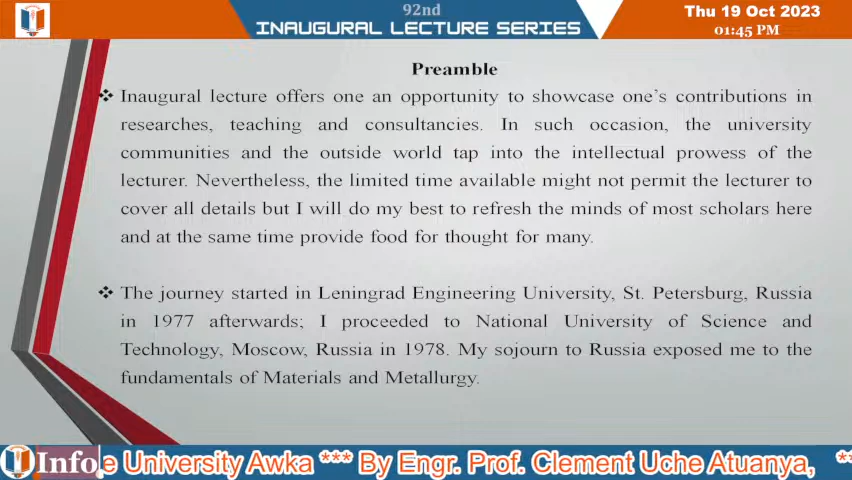 92nd
INAUGURAL LECTURE SERIES
Thu 19 Oct 2023
01:45 PM
Preamble
❖ Inaugural lecture offers one an opportunity to showcase one's contributions in
researches, teaching and consultancies. In such occasion, the university
communities and the outside world tap into the intellectual prowess of the
lecturer. Nevertheless, the limited time available might not permit the lecturer to
cover all details but I will do my best to refresh the minds of most scholars here
and at the same time provide food for thought for many.
❖ The journey started in Leningrad Engineering University, St. Petersburg, Russia
in 1977 afterwards; I proceeded to National University of Science and
Technology, Moscow, Russia in 1978. My sojourn to Russia exposed me to the
fundamentals of Materials and Metallurgy.
Info. e University Awka *** By Engr. Prof. Clement Uche Atuanya, **